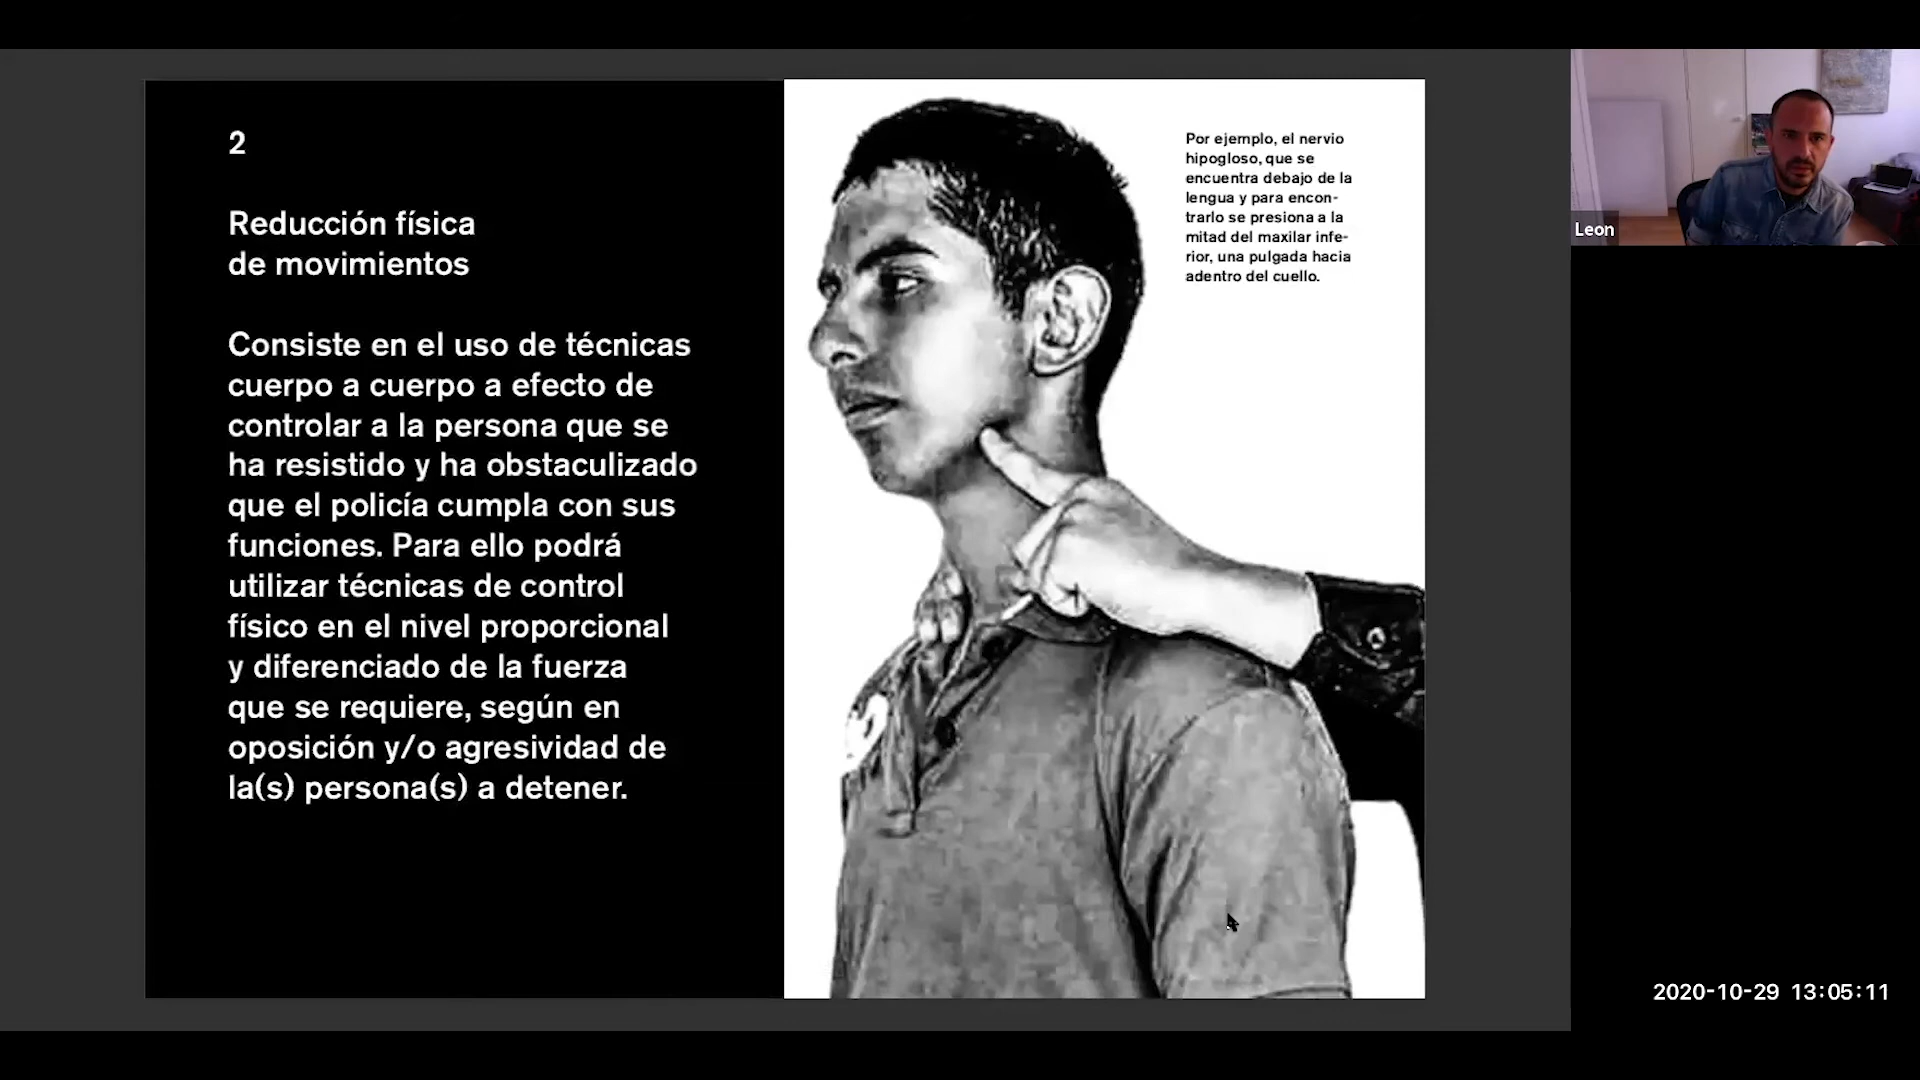 2
Reducción física
de movimientos
Consiste en el uso de técnicas
cuerpo a cuerpo a efecto de
controlar a la persona que se
ha resistido y ha obstaculizado
que el policía cumpla con sus
funciones. Para ello podrá
utilizar técnicas de control
físico en el nivel proporcional
y diferenciado de la fuerza
que se requiere, según en
oposición y/o agresividad de
la(s) persona(s) a detener.
Por ejemplo, el nervio
hipogloso, que se
encuentra debajo de la
lengua y para encon-
trarlo se presiona a la
mitad del maxilar infe-
rior, una pulgada hacia
adentro del cuello.
Leon
2020-10-29 13:05:11